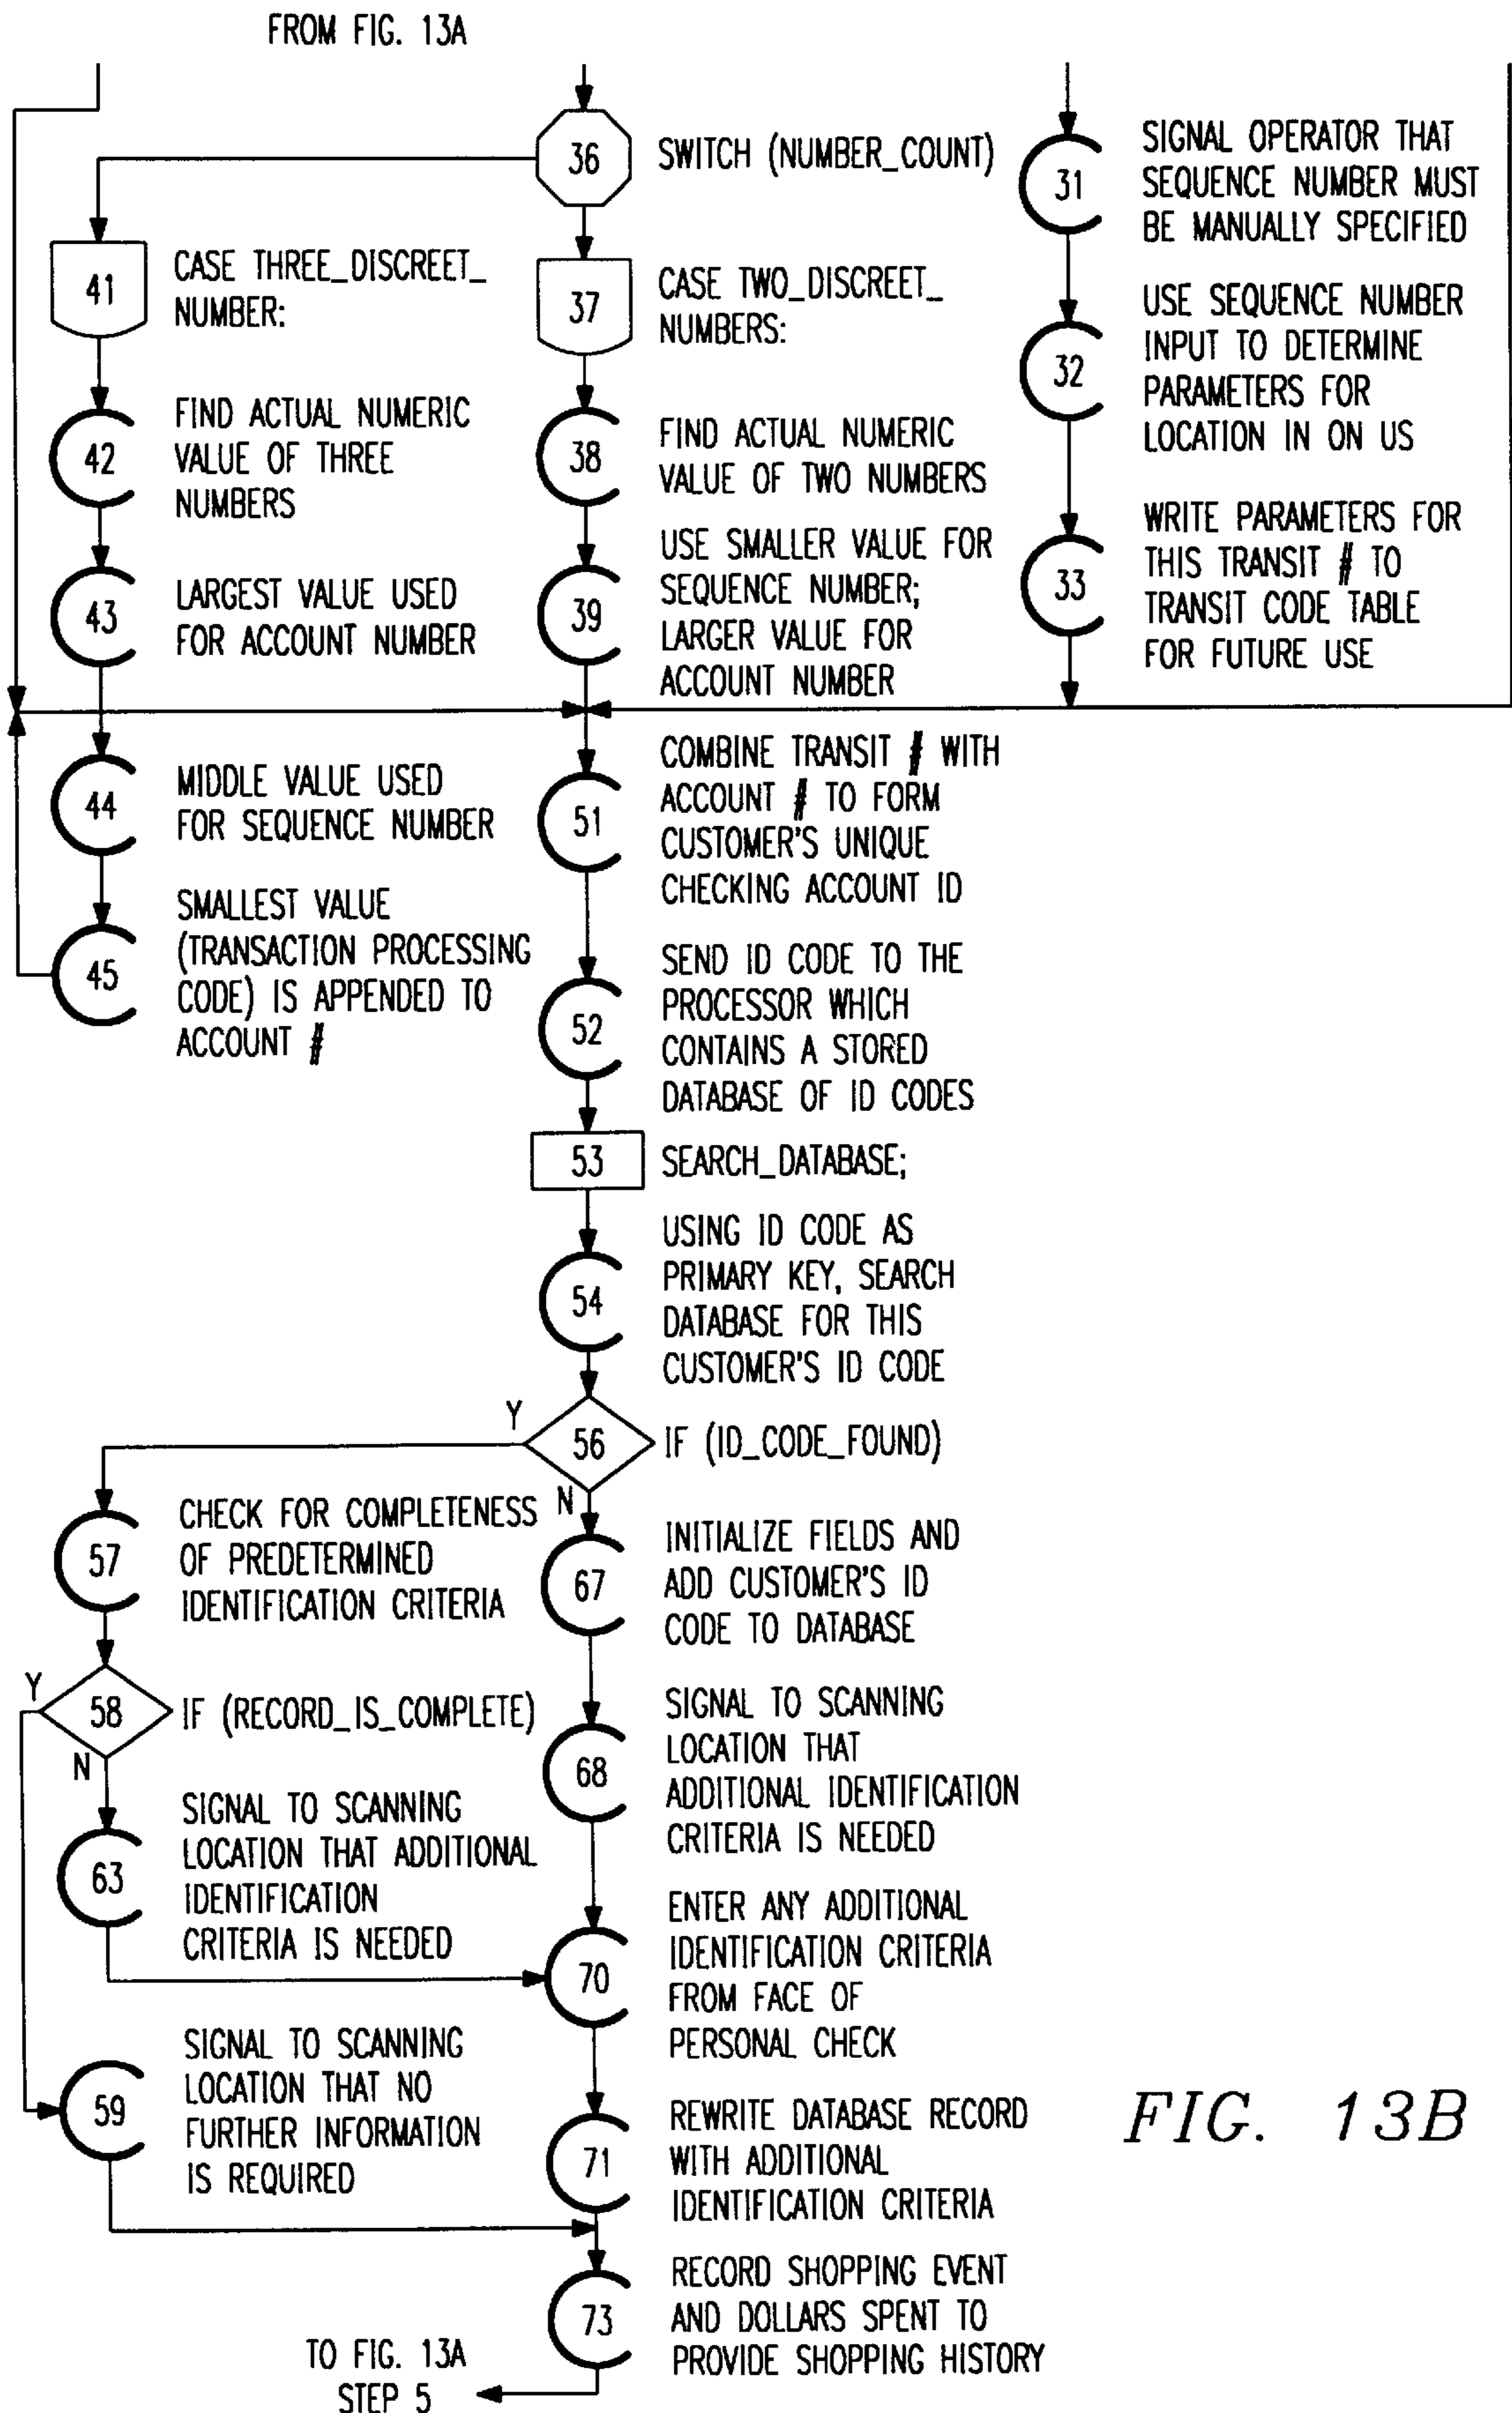 FROM FIG. 13A
36
SWITCH (NUMBER_COUNT)
31
SIGNAL OPERATOR THAT
SEQUENCE NUMBER MUST
BE MANUALLY SPECIFIED
41
CASE THREE_DISCREET_
NUMBER:
37
CASE TWO_DISCREET_
NUMBERS:
32
USE SEQUENCE NUMBER
INPUT TO DETERMINE
PARAMETERS FOR
LOCATION IN ON US
42
FIND ACTUAL NUMERIC
VALUE OF THREE
NUMBERS
38
FIND ACTUAL NUMERIC
VALUE OF TWO NUMBERS
33
WRITE PARAMETERS FOR
THIS TRANSIT # TO
TRANSIT CODE TABLE
FOR FUTURE USE
43
LARGEST VALUE USED
FOR ACCOUNT NUMBER
39
USE SMALLER VALUE FOR
SEQUENCE NUMBER;
LARGER VALUE FOR
ACCOUNT NUMBER
44
MIDDLE VALUE USED
FOR SEQUENCE NUMBER
51
COMBINE TRANSIT # WITH
ACCOUNT # TO FORM
CUSTOMER'S UNIQUE
CHECKING ACCOUNT ID
45
SMALLEST VALUE
(TRANSACTION PROCESSING
CODE) IS APPENDED TO
ACCOUNT #
52
SEND ID CODE TO THE
PROCESSOR WHICH
CONTAINS A STORED
DATABASE OF ID CODES
53
SEARCH_DATABASE;
54
USING ID CODE AS
PRIMARY KEY, SEARCH
DATABASE FOR THIS
CUSTOMER'S ID CODE
Y
56
IF (ID_CODE_FOUND)
N
57
CHECK FOR COMPLETENESS
OF PREDETERMINED
IDENTIFICATION CRITERIA
67
INITIALIZE FIELDS AND
ADD CUSTOMER'S ID
CODE TO DATABASE
Y
58
IF (RECORD_IS_COMPLETE)
N
68
SIGNAL TO SCANNING
LOCATION THAT
ADDITIONAL IDENTIFICATION
CRITERIA IS NEEDED
63
SIGNAL TO SCANNING
LOCATION THAT ADDITIONAL
IDENTIFICATION
CRITERIA IS NEEDED
70
ENTER ANY ADDITIONAL
IDENTIFICATION CRITERIA
FROM FACE OF
PERSONAL CHECK
59
SIGNAL TO SCANNING
LOCATION THAT NO
FURTHER INFORMATION
IS REQUIRED
71
REWRITE DATABASE RECORD
WITH ADDITIONAL
IDENTIFICATION CRITERIA
FIG. 13B
73
RECORD SHOPPING EVENT
AND DOLLARS SPENT TO
PROVIDE SHOPPING HISTORY
TO FIG. 13A
STEP 5